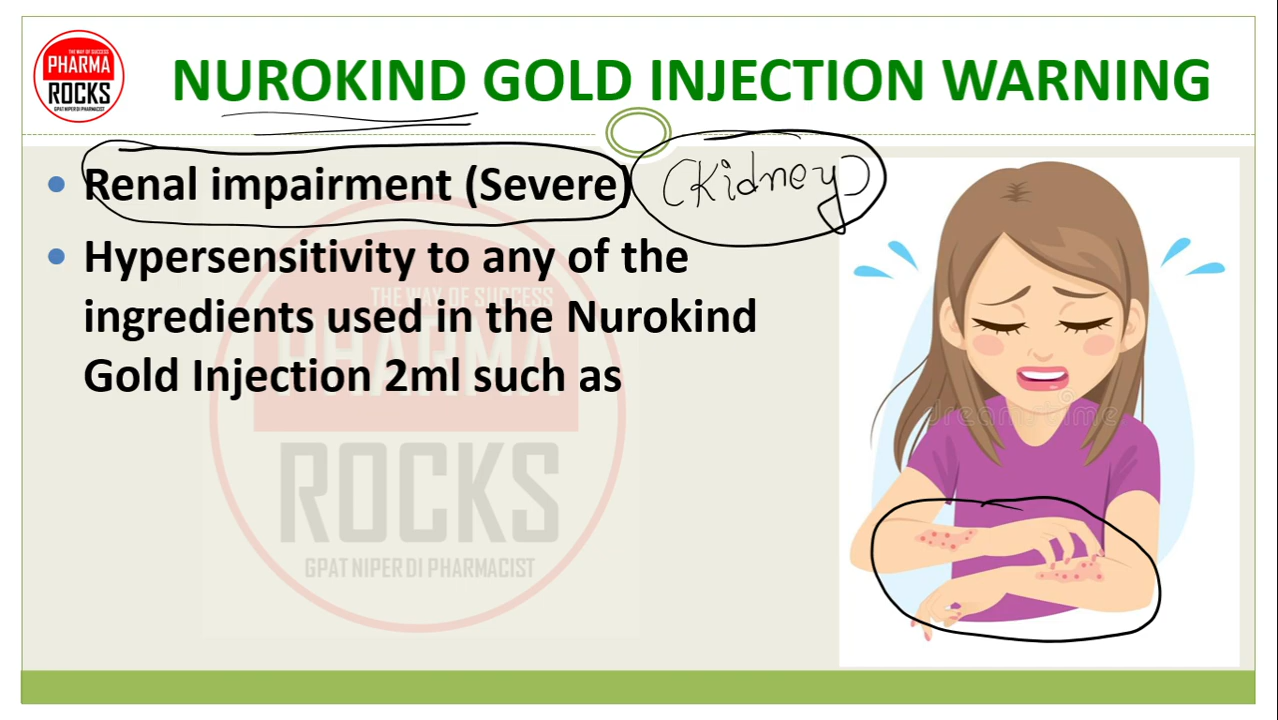 THE WAY OF SUCCESS
PHARMA
ROCKS
GPAT NIPER DI PHARMACIST
NUROKIND GOLD INJECTION WARNING
• Renal impairment (Severe) (Kidney)
• Hypersensitivity to any of the
ingredients used in the Nurokind
Gold Injection 2ml such as
THE WAY OF SUCCESS
PHARMA
ROCKS
GPAT NIPER DI PHARMACIST
dreamstime